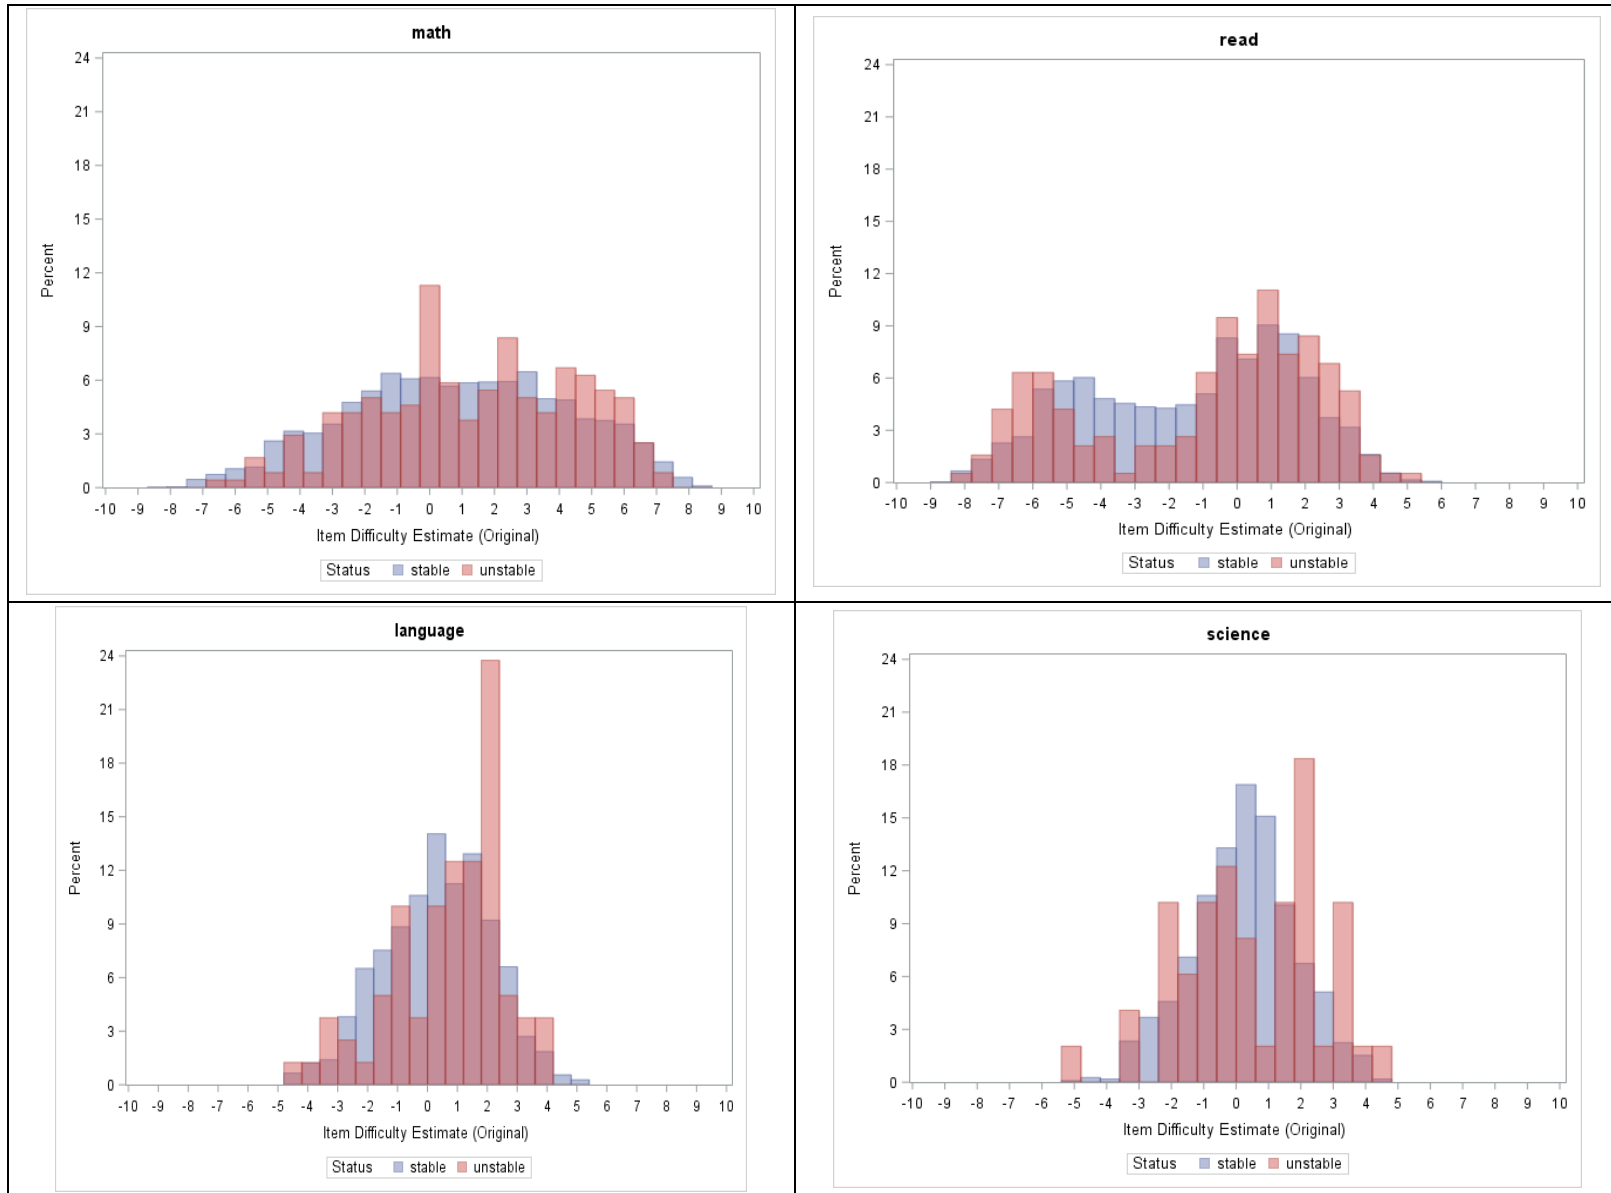 math
24
21
18
15
12
9
6
3
0
Percent
-10 -9 -8 -7 -6 -5 -4 -3 -2 -1 0 1 2 3 4 5 6 7 8 9 10
Item Difficulty Estimate (Original)
Status stable unstable
read
24
21
18
15
12
9
6
3
0
Percent
-10 -9 -8 -7 -6 -5 -4 -3 -2 -1 0 1 2 3 4 5 6 7 8 9 10
Item Difficulty Estimate (Original)
Status stable unstable
language
24
21
18
15
12
9
6
3
0
Percent
-10 -9 -8 -7 -6 -5 -4 -3 -2 -1 0 1 2 3 4 5 6 7 8 9 10
Item Difficulty Estimate (Original)
Status stable unstable
science
24
21
18
15
12
9
6
3
0
Percent
-10 -9 -8 -7 -6 -5 -4 -3 -2 -1 0 1 2 3 4 5 6 7 8 9 10
Item Difficulty Estimate (Original)
Status stable unstable